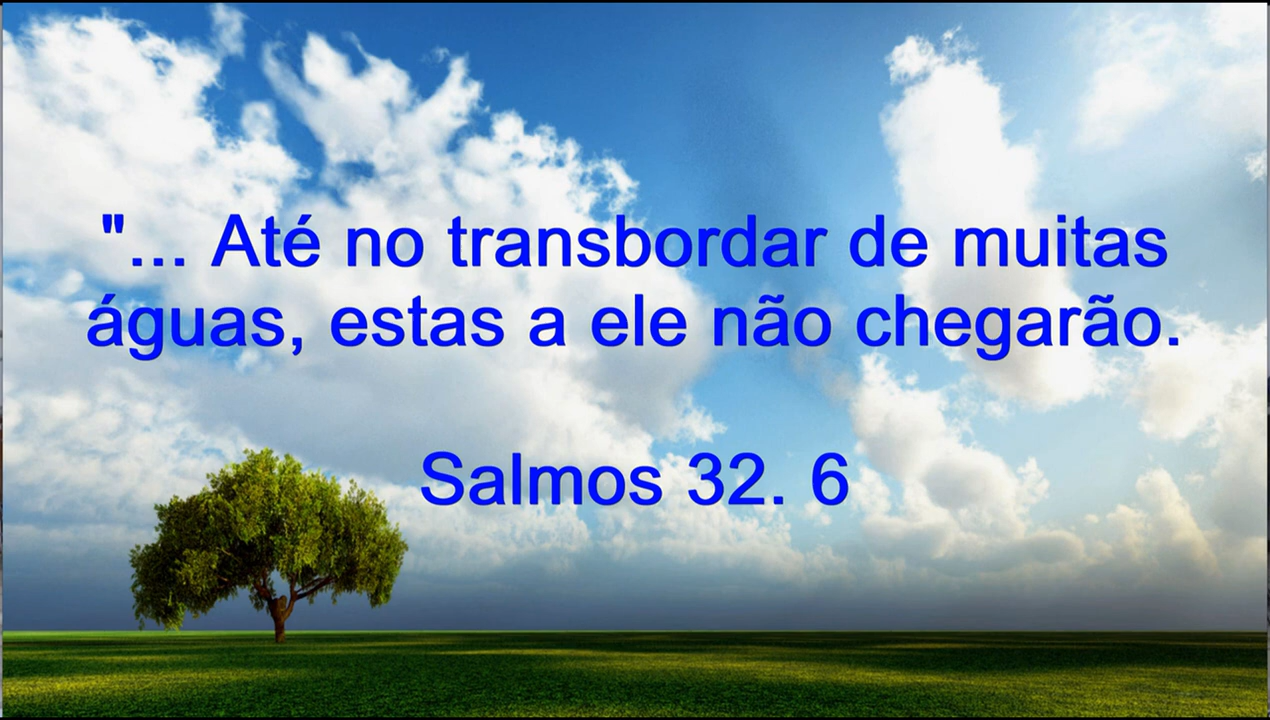 "... Até no transbordar de muitas
águas, estas a ele não chegarão.
Salmos 32. 6